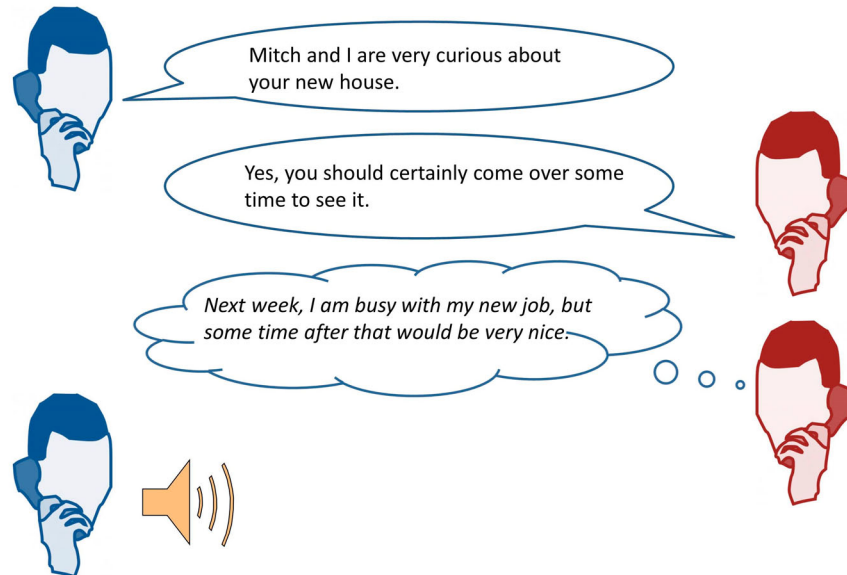 Mitch and I are very curious about
your new house.
Yes, you should certainly come over some
time to see it.
Next week, I am busy with my new job, but
some time after that would be very nice.